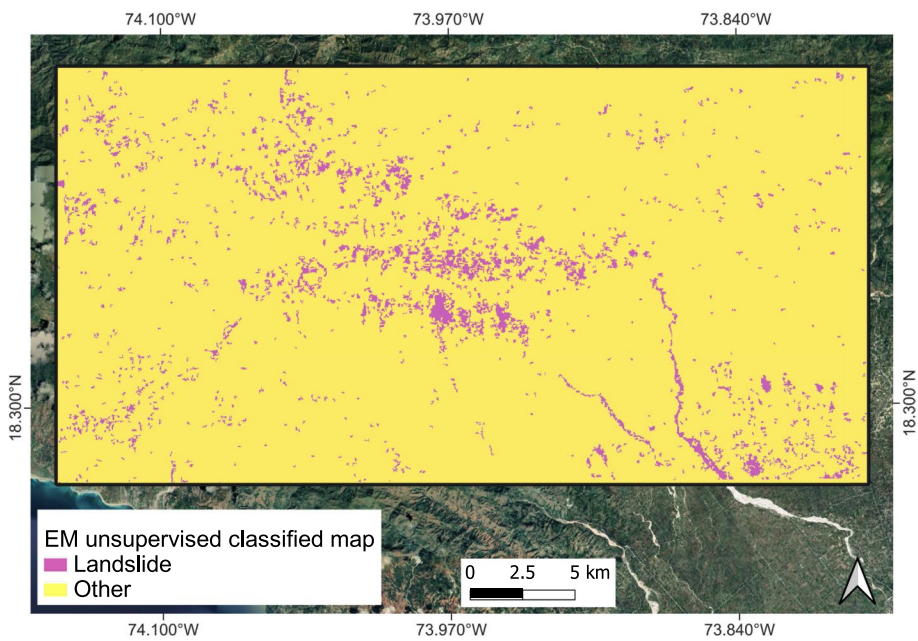 74.100°W 73.970°W 73.840°W
18.300°N
18.300°N
EM unsupervised classified map
Landslide
Other
0 2.5 5 km
74.100°W 73.970°W 73.840°W